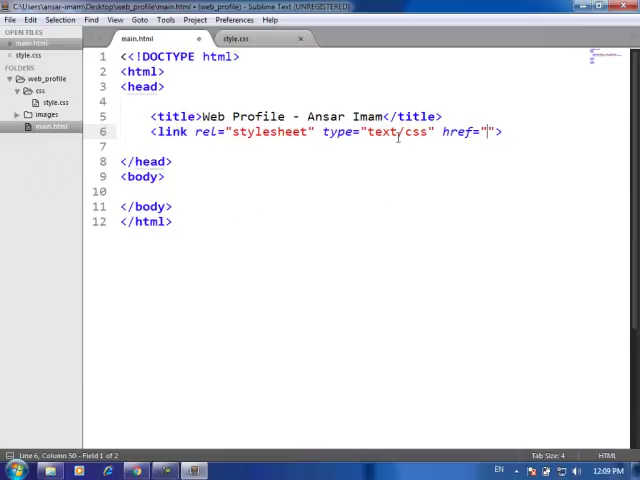 C:\Users\ansar-imam\Desktop\web_profile\main.html • (web_profile) - Sublime Text (UNREGISTERED)
File Edit Selection Find View Goto Tools Project Preferences Help
OPEN FILES
main.html
style.css
FOLDERS
web_profile
css
style.css
images
main.html
main.html
style.css
1 <<!DOCTYPE html>
2 <html>
3 <head>
4
5 <title>Web Profile - Ansar Imam</title>
6 <link rel="stylesheet" type="text/css" href="">
7
8 </head>
9 <body>
10
11 </body>
12 </html>
Line 6, Column 50 - Field 1 of 2
Tab Size: 4
HTML
EN
12:09 PM